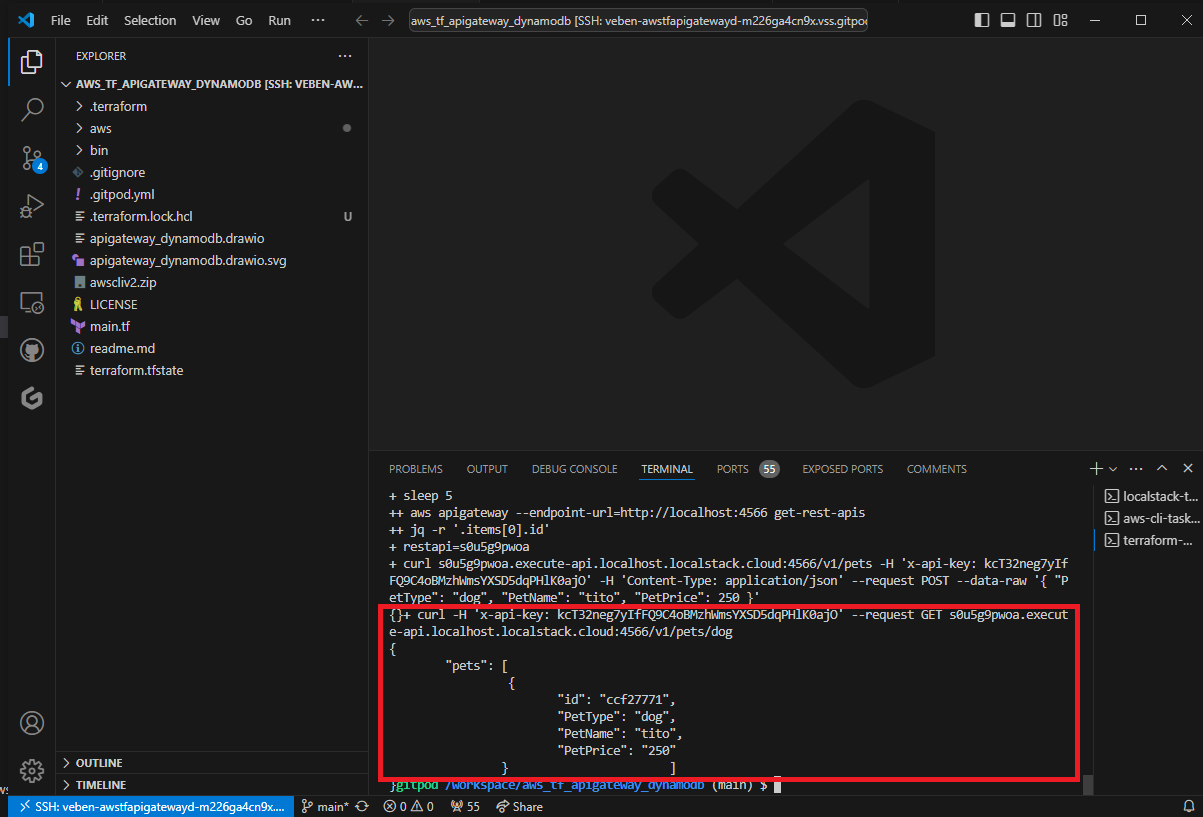 File Edit Selection View Go Run ···
aws_tf_apigateway_dynamodb [SSH: veben-awstfapigatewayd-m226ga4cn9x.vss.gitpod
EXPLORER
AWS_TF_APIGATEWAY_DYNAMODB [SSH: VEBEN-AW...
.terraform
aws
bin
.gitignore
! .gitpod.yml
.terraform.lock.hcl U
apigateway_dynamodb.drawio
apigateway_dynamodb.drawio.svg
awscliv2.zip
LICENSE
main.tf
readme.md
terraform.tfstate
4
OUTLINE
TIMELINE
PROBLEMS OUTPUT DEBUG CONSOLE TERMINAL PORTS 55 EXPOSED PORTS COMMENTS
+ sleep 5
++ aws apigateway --endpoint-url=http://localhost:4566 get-rest-apis
++ jq -r '.items[0].id'
+ restapi=s0u5g9pwoa
+ curl s0u5g9pwoa.execute-api.localhost.localstack.cloud:4566/v1/pets -H 'x-api-key: kcT32neg7yIf
FQ9C4oBMzhWmsYXSD5dqPHlK0ajO' -H 'Content-Type: application/json' --request POST --data-raw '{ "P
etType": "dog", "PetName": "tito", "PetPrice": 250 }'
{}+ curl -H 'x-api-key: kcT32neg7yIfFQ9C4oBMzhWmsYXSD5dqPHlK0ajO' --request GET s0u5g9pwoa.execut
e-api.localhost.localstack.cloud:4566/v1/pets/dog
{
"pets": [
{
"id": "ccf27771",
"PetType": "dog",
"PetName": "tito",
"PetPrice": "250"
} ]
}gitpod /workspace/aws_tf_apigateway_dynamodb (main) $
localstack-t...
aws-cli-task...
terraform-...
SSH: veben-awstfapigatewayd-m226ga4cn9x.... main* 0 0 55 Share